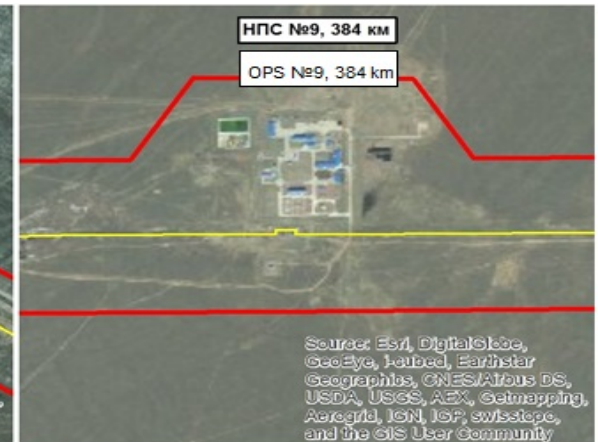 НПС №9, 384 км
OPS №9, 384 km
Source: Esri, DigitalGlobe,
GeoEye, i-cubed, Earthstar
Geographics, CNES/Airbus DS,
USDA, USGS, AEX, Getmapping,
Aerogrid, IGN, IGP, swisstopo,
and the GIS User Community